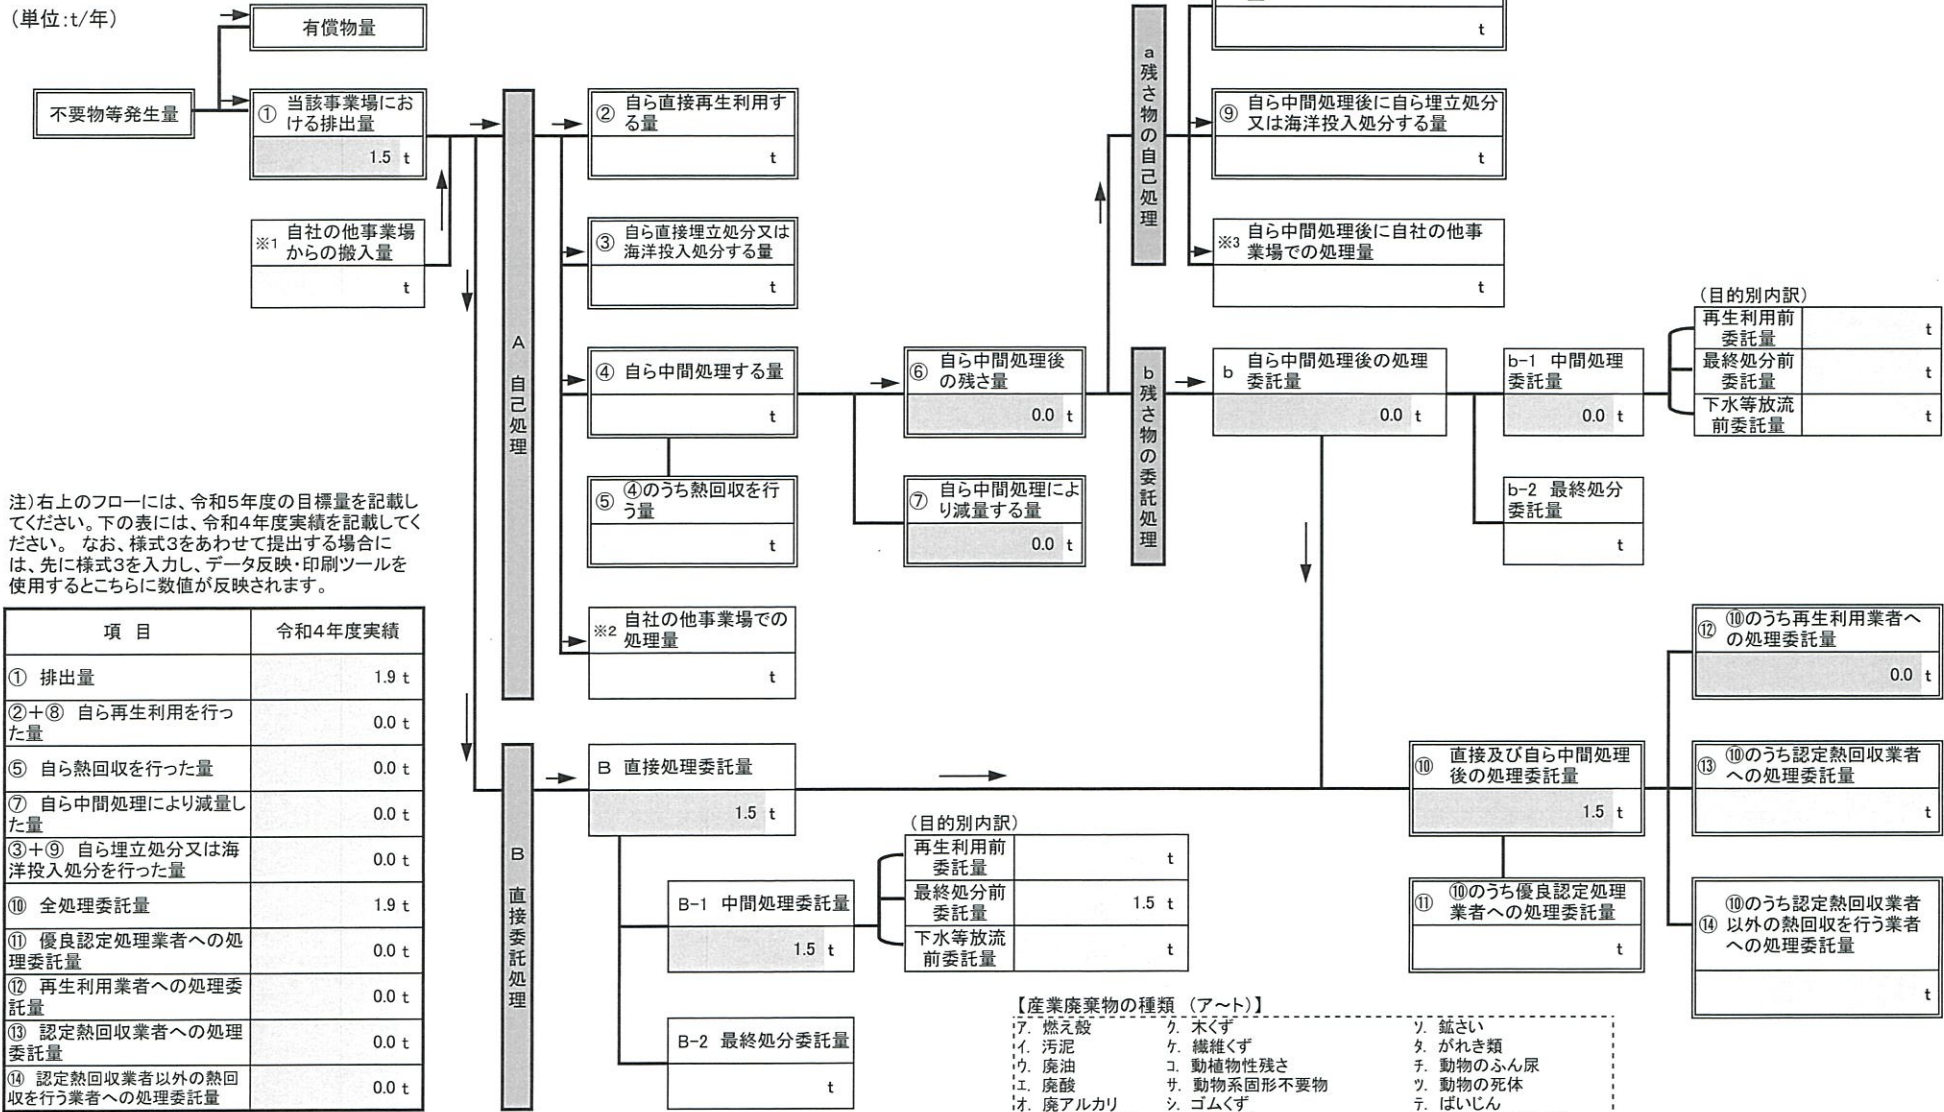 (単位:t/年)
有償物量
不要物等発生量
① 当該事業場にお
ける排出量
1.5 t
※1 自社の他事業場
からの搬入量
t
A 自己処理
② 自ら直接再生利用す
る量
t
③ 自ら直接埋立処分又は
海洋投入処分する量
t
④ 自ら中間処理する量
t
⑤ ④のうち熱回収を行
う量
t
※2 自社の他事業場での
処理量
t
⑥ 自ら中間処理後
の残さ量
0.0 t
⑦ 自ら中間処理によ
り減量する量
0.0 t
a 残さ物の自己処理
t
⑨ 自ら中間処理後に自ら埋立処分
又は海洋投入処分する量
t
※3 自ら中間処理後に自社の他事
業場での処理量
t
b 残さ物の委託処理
b 自ら中間処理後の処理
委託量
0.0 t
b-1 中間処理
委託量
0.0 t
b-2 最終処分
委託量
t
(目的別内訳)
再生利用前
委託量
t
最終処分前
委託量
t
下水等放流
前委託量
t
注)右上のフローには、令和5年度の目標量を記載し
てください。下の表には、令和4年度実績を記載してく
ださい。 なお、様式3をあわせて提出する場合に
は、先に様式3を入力し、データ反映・印刷ツールを
使用するとこちらに数値が反映されます。
項 目 令和4年度実績
① 排出量 1.9 t
②+⑧ 自ら再生利用を行っ
た量 0.0 t
⑤ 自ら熱回収を行った量 0.0 t
⑦ 自ら中間処理により減量し
た量 0.0 t
③+⑨ 自ら埋立処分又は海
洋投入処分を行った量 0.0 t
⑩ 全処理委託量 1.9 t
⑪ 優良認定処理業者への処
理委託量 0.0 t
⑫ 再生利用業者への処理委
託量 0.0 t
⑬ 認定熱回収業者への処理
委託量 0.0 t
⑭ 認定熱回収業者以外の熱回
収を行う業者への処理委託量 0.0 t
B 直接委託処理
B 直接処理委託量
1.5 t
B-1 中間処理委託量
1.5 t
B-2 最終処分委託量
t
(目的別内訳)
再生利用前
委託量
t
最終処分前
委託量
1.5 t
下水等放流
前委託量
t
⑩ 直接及び自ら中間処理
後の処理委託量
1.5 t
⑪ ⑩のうち優良認定処理
業者への処理委託量
t
⑫ ⑩のうち再生利用業者へ
の処理委託量
0.0 t
⑬ ⑩のうち認定熱回収業者
への処理委託量
t
⑭ ⑩のうち認定熱回収業者
以外の熱回収を行う業者
への処理委託量
t
【産業廃棄物の種類 (ア~ト)】
ア. 燃え殻 ク. 木くず ソ. 鉱さい
イ. 汚泥 ケ. 繊維くず タ. がれき類
ウ. 廃油 コ. 動植物性残さ チ. 動物のふん尿
エ. 廃酸 サ. 動物系固形不要物 ツ. 動物の死体
オ. 廃アルカリ シ. ゴムくず テ. ばいじん